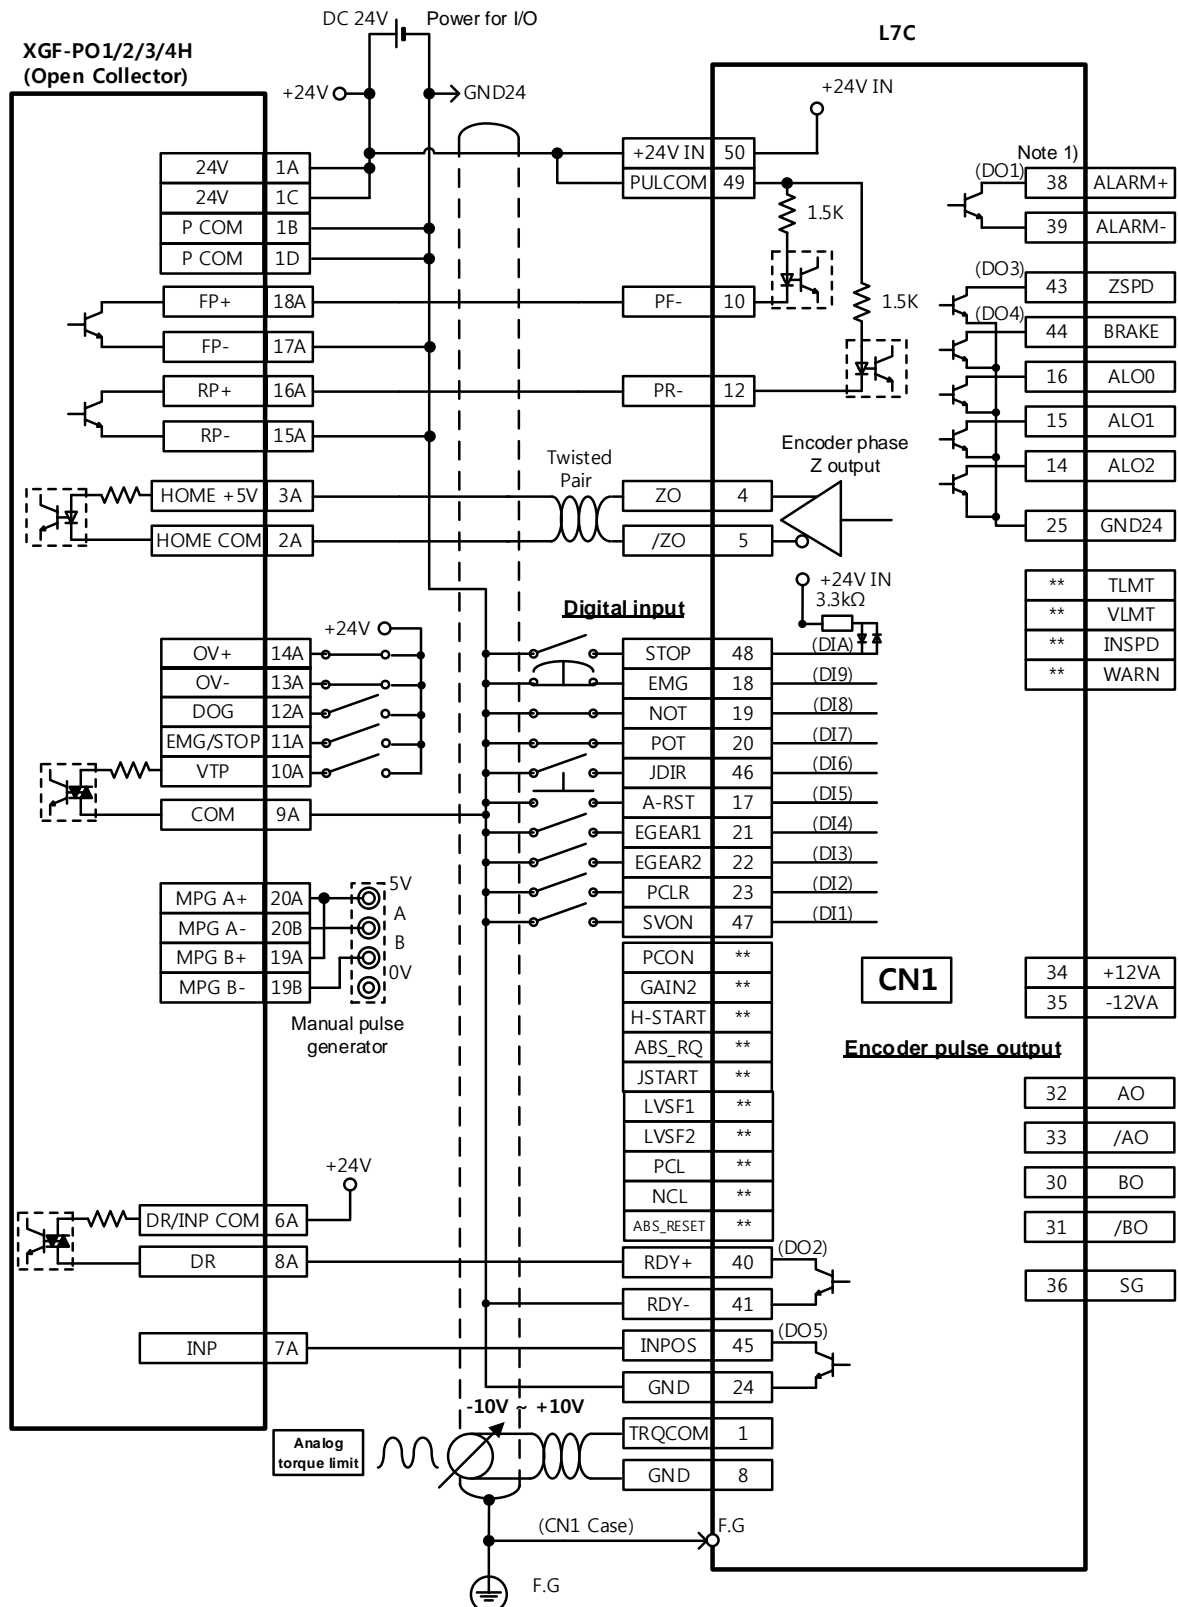 DC 24V
Power for I/O
L7C
XGF-PO1/2/3/4H
(Open Collector)
+24V
GND24
+24V IN
24V 1A
24V 1C
P COM 1B
P COM 1D
FP+ 18A
FP- 17A
RP+ 16A
RP- 15A
HOME +5V 3A
HOME COM 2A
+24V
OV+ 14A
OV- 13A
DOG 12A
EMG/STOP 11A
VTP 10A
COM 9A
MPG A+ 20A
MPG A- 20B
MPG B+ 19A
MPG B- 19B
5V
A
B
0V
Manual pulse
generator
+24V
DR/INP COM 6A
DR 8A
INP 7A
Analog
torque limit
-10V ~ +10V
Twisted
Pair
+24V IN 50
PULCOM 49
1.5K
1.5K
PF- 10
PR- 12
Encoder phase
Z output
ZO 4
/ZO 5
+24V IN
3.3kΩ
Digital input
STOP 48 (DIA)
EMG 18 (DI9)
NOT 19 (DI8)
POT 20 (DI7)
JDIR 46 (DI6)
A-RST 17 (DI5)
EGEAR1 21 (DI4)
EGEAR2 22 (DI3)
PCLR 23 (DI2)
SVON 47 (DI1)
PCON **
GAIN2 **
H-START **
ABS_RQ **
JSTART **
LVSF1 **
LVSF2 **
PCL **
NCL **
ABS_RESET **
RDY+ 40 (DO2)
RDY- 41
INPOS 45 (DO5)
GND 24
TRQCOM 1
GND 8
(CN1 Case)
F.G
F.G
Note 1)
(DO1) 38 ALARM+
39 ALARM-
(DO3) 43 ZSPD
(DO4) 44 BRAKE
16 ALO0
15 ALO1
14 ALO2
25 GND24
** TLMT
** VLMT
** INSPD
** WARN
CN1
34 +12VA
35 -12VA
Encoder pulse output
32 AO
33 /AO
30 BO
31 /BO
36 SG